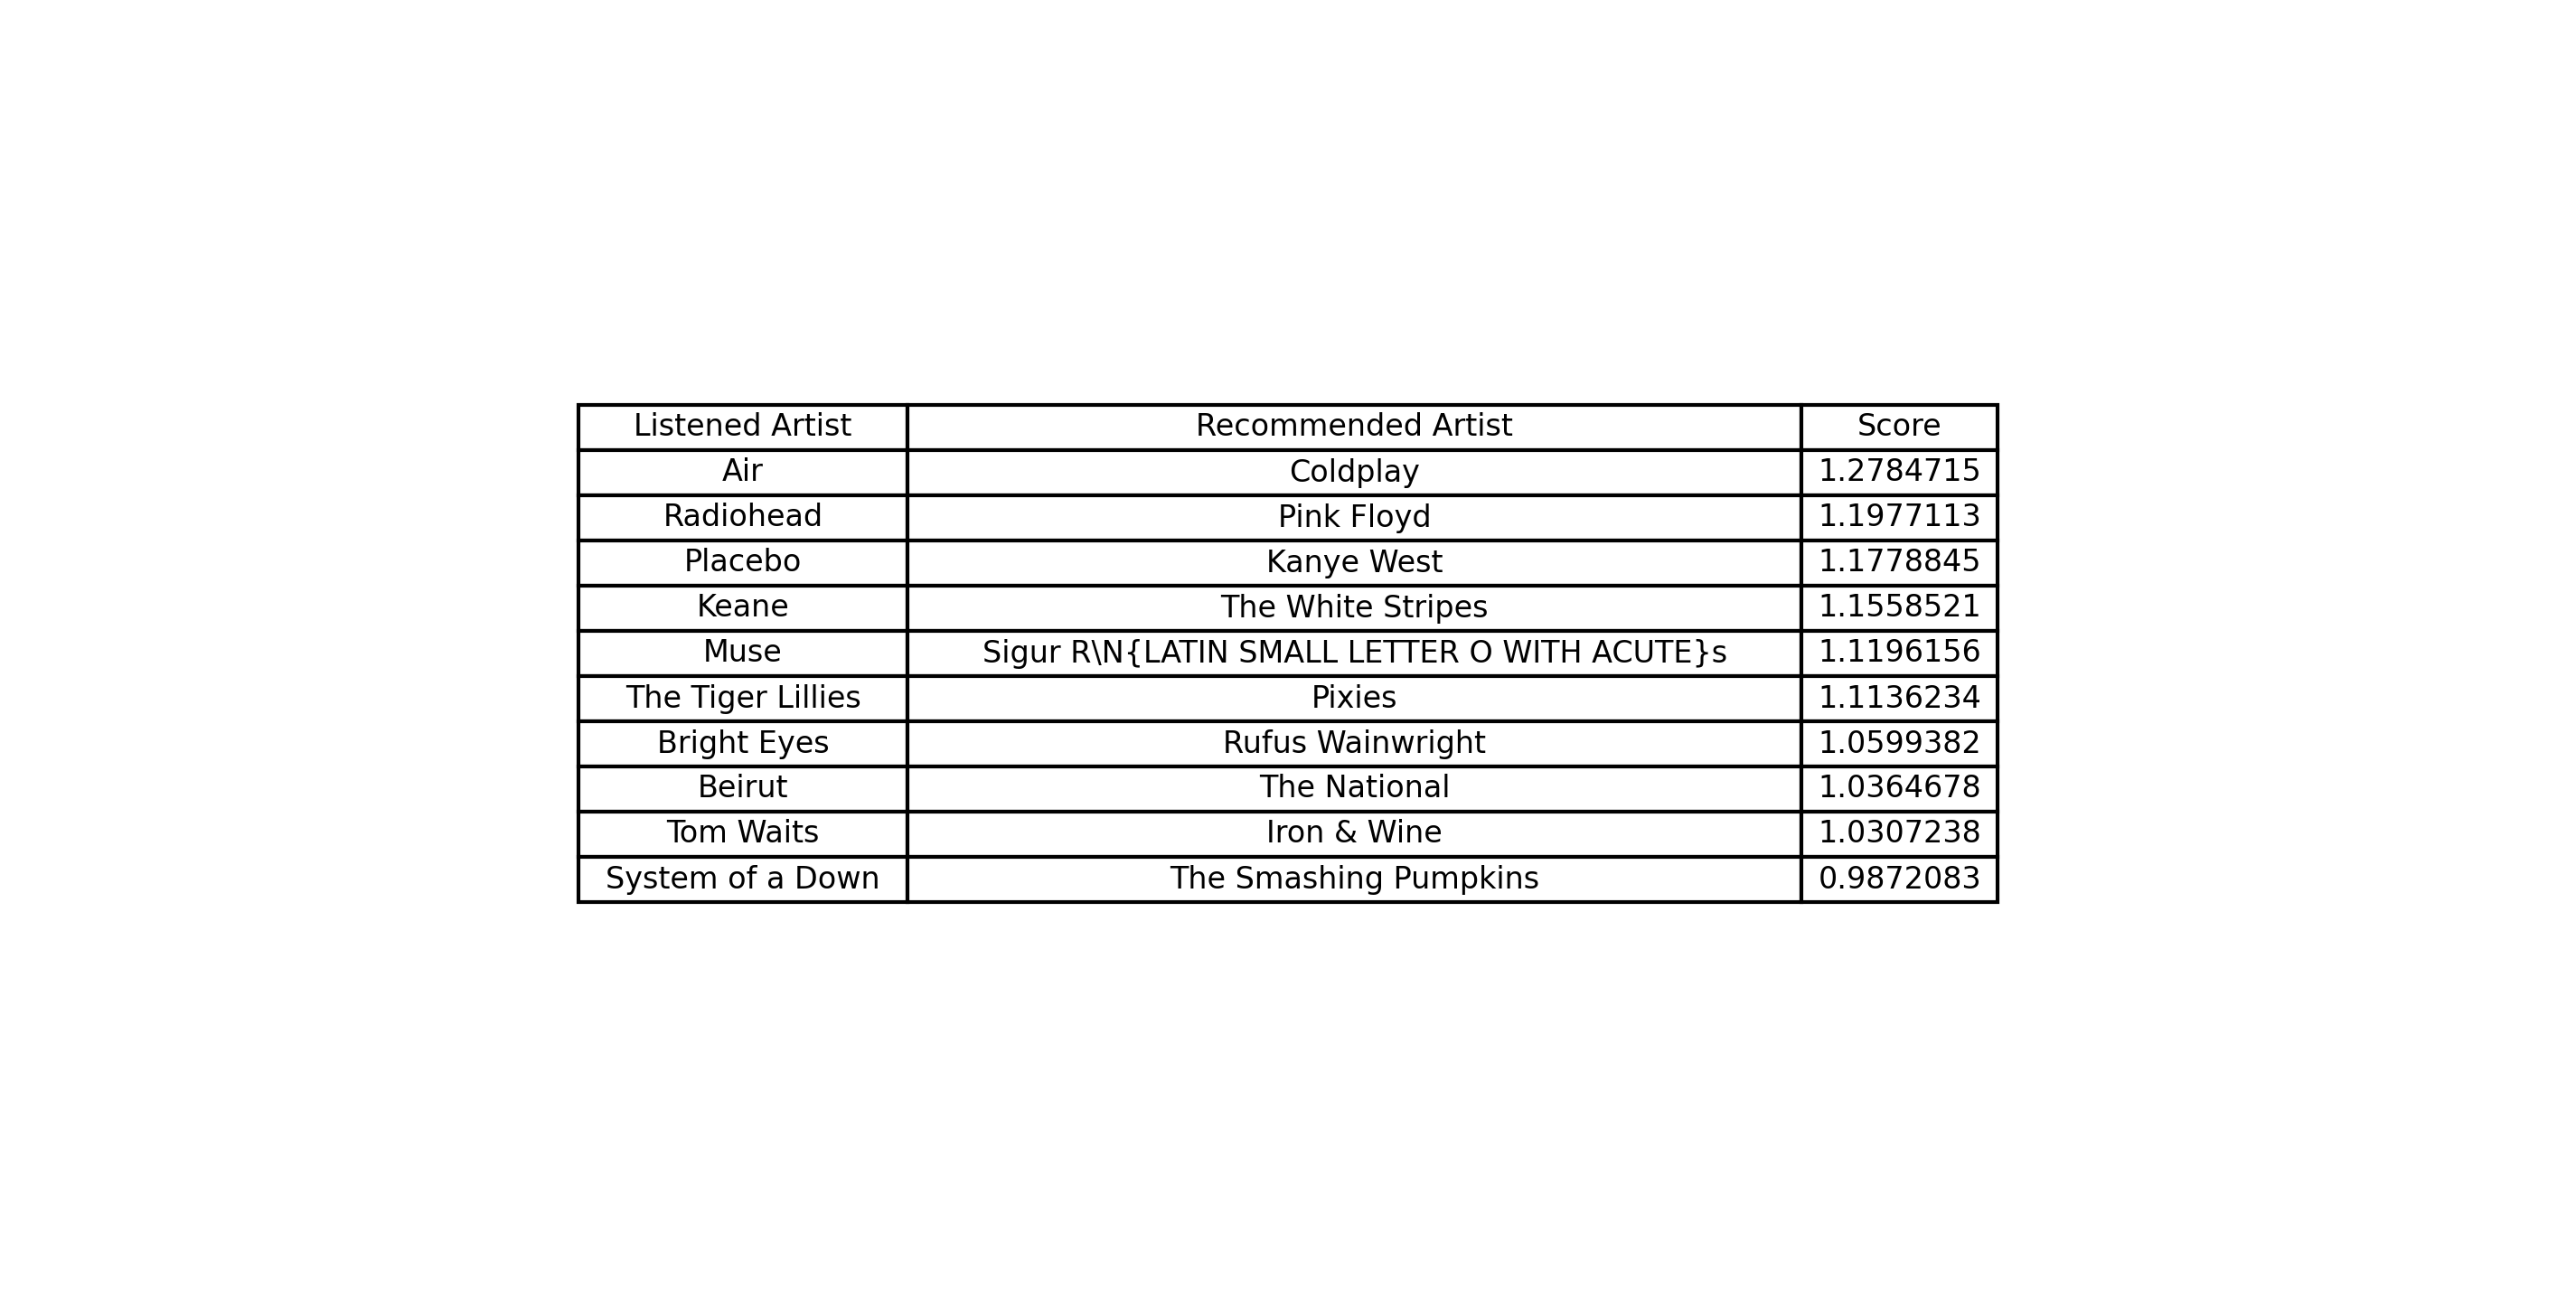 Listened Artist Recommended Artist Score
Air Coldplay 1.2784715
Radiohead Pink Floyd 1.1977113
Placebo Kanye West 1.1778845
Keane The White Stripes 1.1558521
Muse Sigur R\N{LATIN SMALL LETTER O WITH ACUTE}s 1.1196156
The Tiger Lillies Pixies 1.1136234
Bright Eyes Rufus Wainwright 1.0599382
Beirut The National 1.0364678
Tom Waits Iron & Wine 1.0307238
System of a Down The Smashing Pumpkins 0.9872083